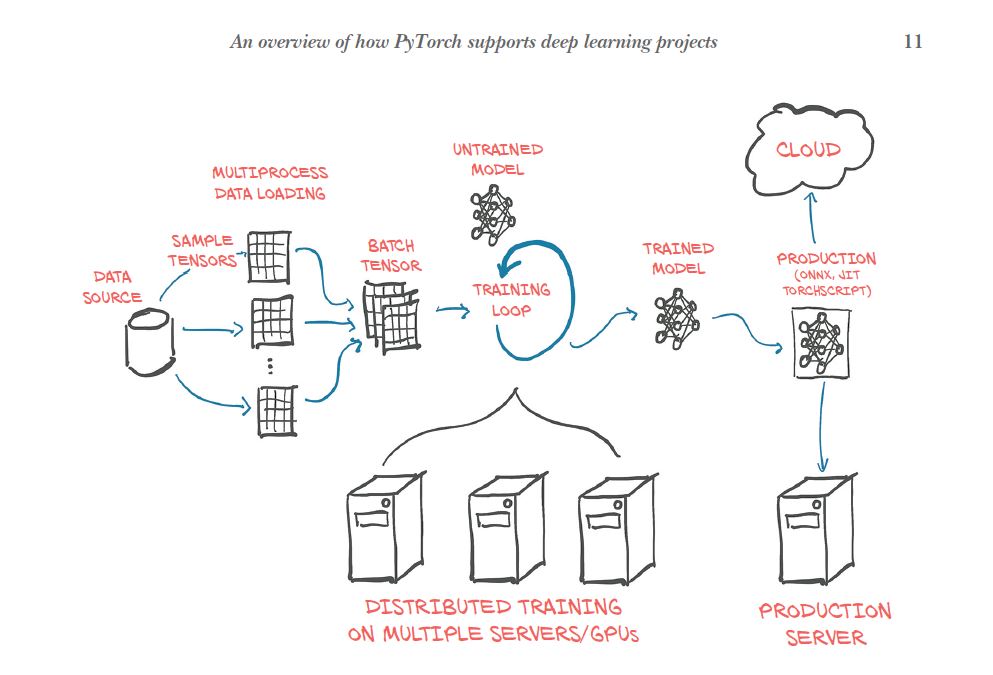 An overview of how PyTorch supports deep learning projects
11
DATA
SOURCE
SAMPLE
TENSORS
MULTIPROCESS
DATA LOADING
BATCH
TENSOR
UNTRAINED
MODEL
TRAINING
LOOP
TRAINED
MODEL
CLOUD
PRODUCTION
(ONNX, JIT
TORCHSCRIPT)
DISTRIBUTED TRAINING
ON MULTIPLE SERVERS/GPUs
PRODUCTION
SERVER